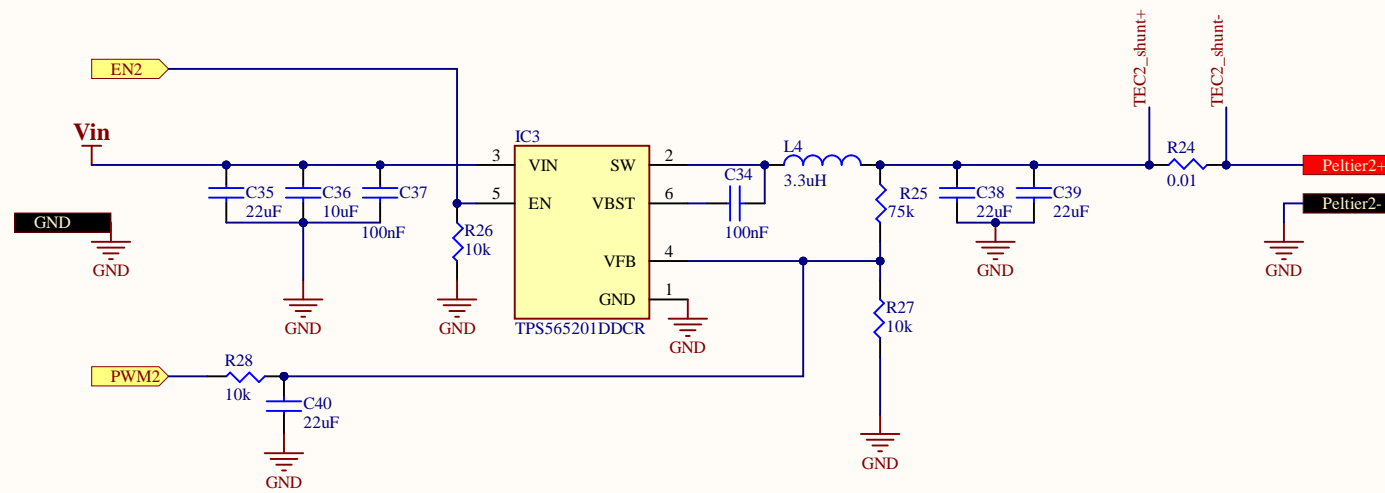 TEC2_shunt+
TEC2_shunt-
EN2
Vin
IC3
L4
R24
3
VIN
SW
2
3.3uH
0.01
Peltier2+
C35
C36
C37
22uF
10uF
100nF
5
EN
VBST
6
C34
100nF
R25
75k
C38
22uF
C39
22uF
Peltier2-
GND
GND
R26
10k
VFB
4
GND
1
GND
GND
GND
GND
GND
TPS565201DDCR
R27
10k
GND
PWM2
R28
10k
C40
22uF
GND
GND